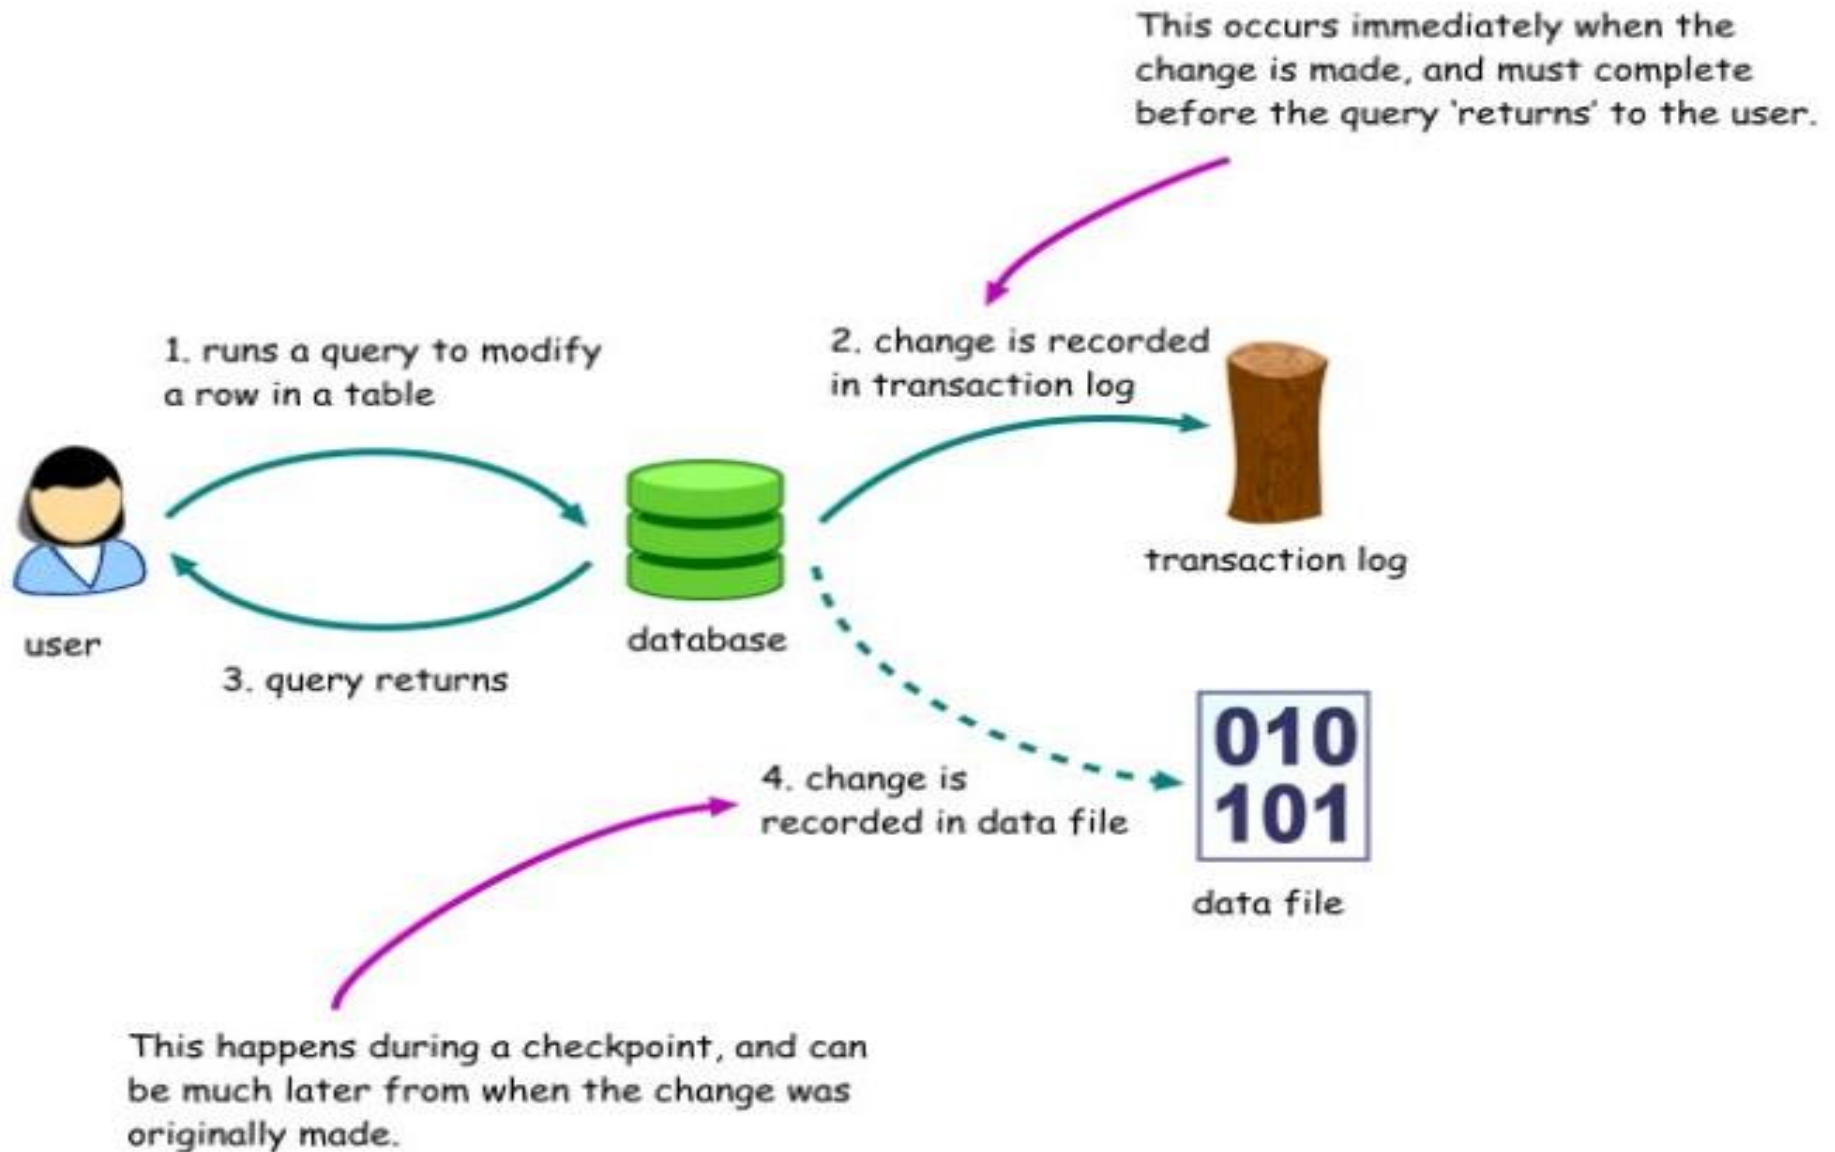 This occurs immediately when the
change is made, and must complete
before the query 'returns' to the user.
1. runs a query to modify
a row in a table
2. change is recorded
in transaction log
transaction log
user
database
3. query returns
010
101
4. change is
recorded in data file
data file
This happens during a checkpoint, and can
be much later from when the change was
originally made.